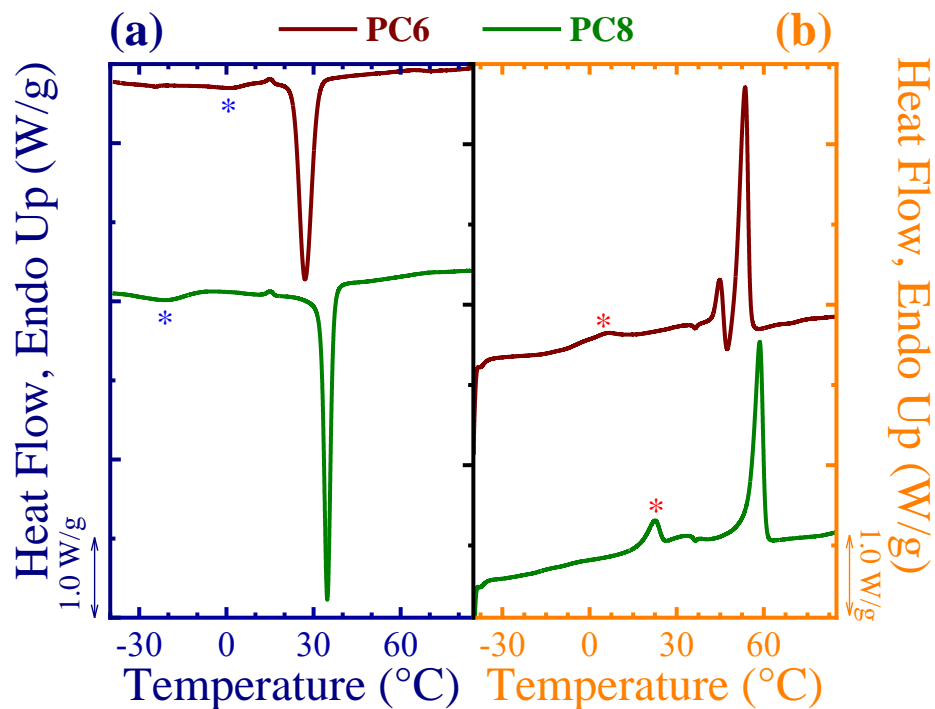 (a) PC6 PC8 (b)
Heat Flow, Endo Up (W/g)
1.0 W/g
* *
* *
Heat Flow, Endo Up (W/g)
1.0 W/g
-30 0 30 60 -30 0 30 60
Temperature (°C) Temperature (°C)